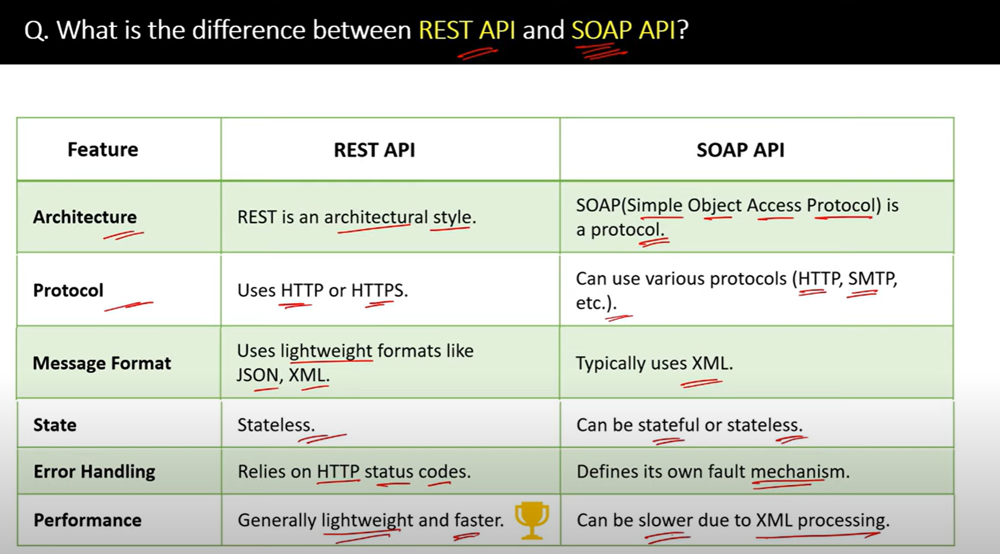 Q. What is the difference between REST API and SOAP API?
Feature
REST API
SOAP API
Architecture
REST is an architectural style.
SOAP(Simple Object Access Protocol) is
a protocol.
Protocol
Uses HTTP or HTTPS.
Can use various protocols (HTTP, SMTP,
etc.).
Message Format
Uses lightweight formats like
JSON, XML.
Typically uses XML.
State
Stateless.
Can be stateful or stateless.
Error Handling
Relies on HTTP status codes.
Defines its own fault mechanism.
Performance
Generally lightweight and faster.
Can be slower due to XML processing.